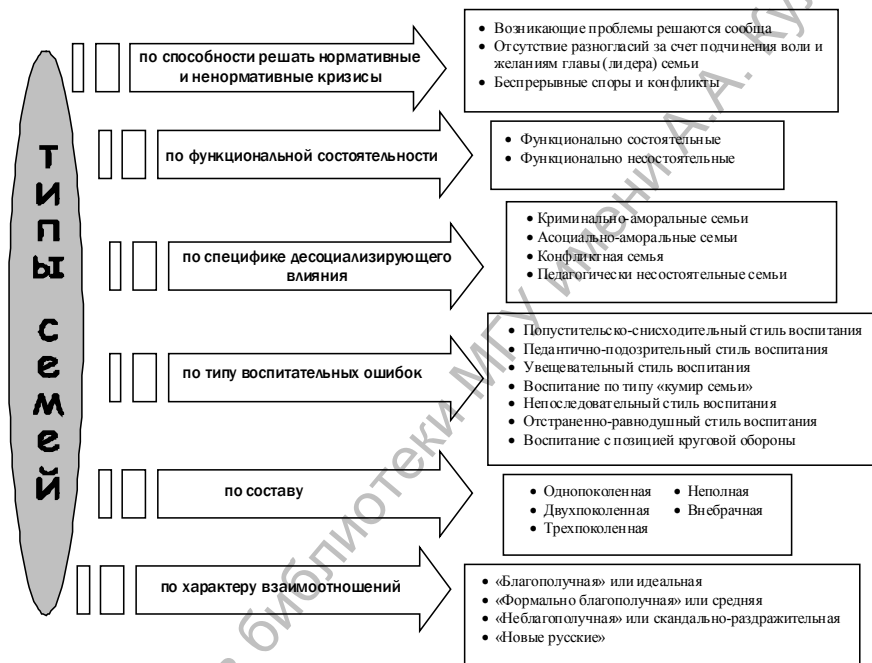 ТИПЫ СЕМЕЙ
по способности решать нормативные
и ненормативные кризисы
• Возникающие проблемы решаются сообща
• Отсутствие разногласий за счет подчинения воли и
желаниям главы (лидера) семьи
• Беспрерывные споры и конфликты
по функциональной состоятельности
• Функционально состоятельные
• Функционально несостоятельные
по специфике десоциализирующего
влияния
• Криминально-аморальные семьи
• Асоциально-аморальные семьи
• Конфликтная семья
• Педагогически несостоятельные семьи
по типу воспитательных ошибок
• Попустительско-снисходительный стиль воспитания
• Педантично-подозрительный стиль воспитания
• Увещевательный стиль воспитания
• Воспитание по типу «кумир семьи»
• Непоследовательный стиль воспитания
• Отстраненно-равнодушный стиль воспитания
• Воспитание с позицией круговой обороны
по составу
• Однопоколенная • Неполная
• Двухпоколенная • Внебрачная
• Трехпоколенная
по характеру взаимоотношений
• «Благополучная» или идеальная
• «Формально благополучная» или средняя
• «Неблагополучная» или скандально-раздражительная
• «Новые русские»
библиотеки МГУ имени А.А.